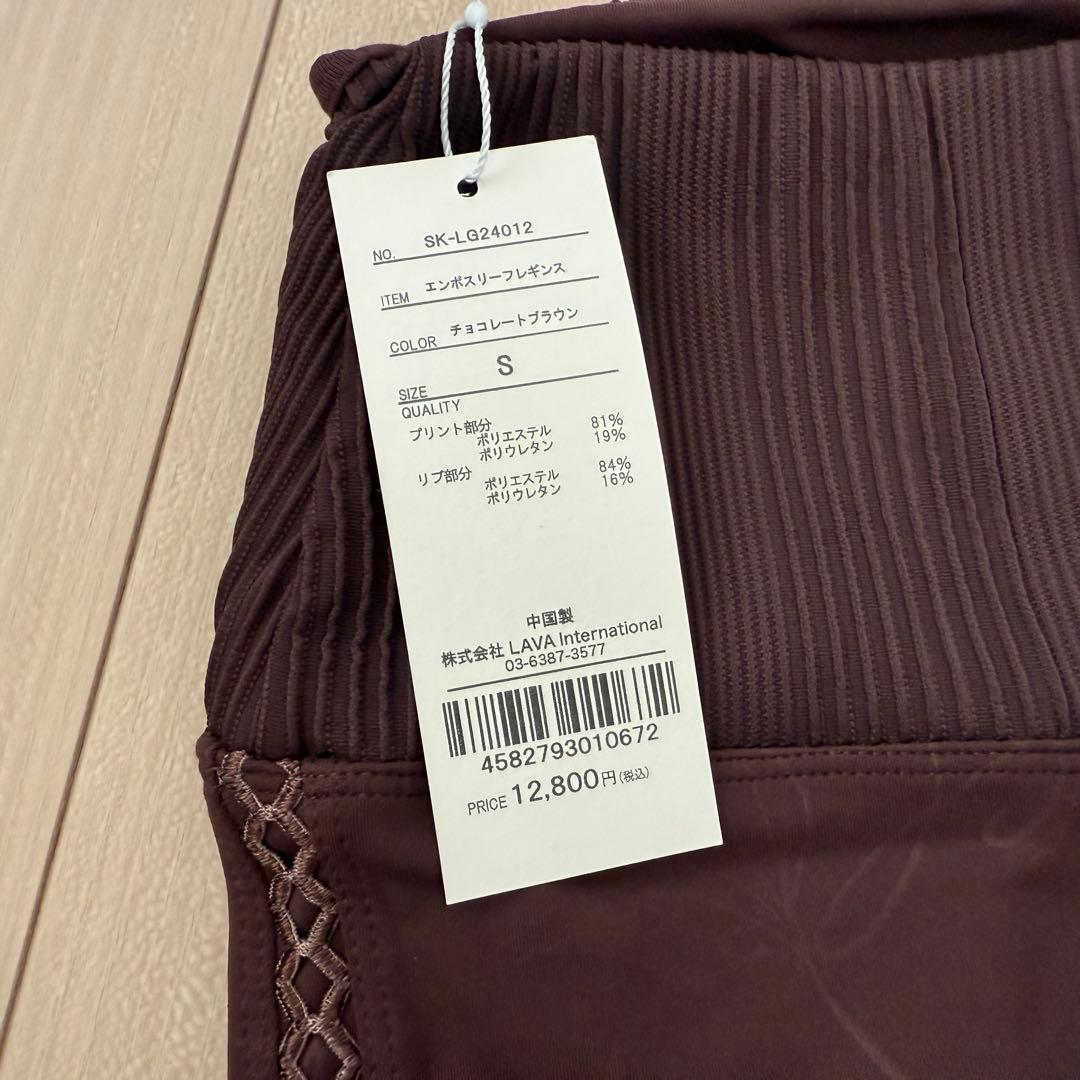 NO. SK-LG24012
ITEM エンボスリーフレギンス
COLOR チョコレートブラウン
SIZE S
QUALITY
プリント部分
ポリエステル 81%
ポリウレタン 19%
リブ部分
ポリエステル 84%
ポリウレタン 16%
中国製
株式会社 LAVA International
03-6387-3577
4582793010672
PRICE 12,800円(税込)